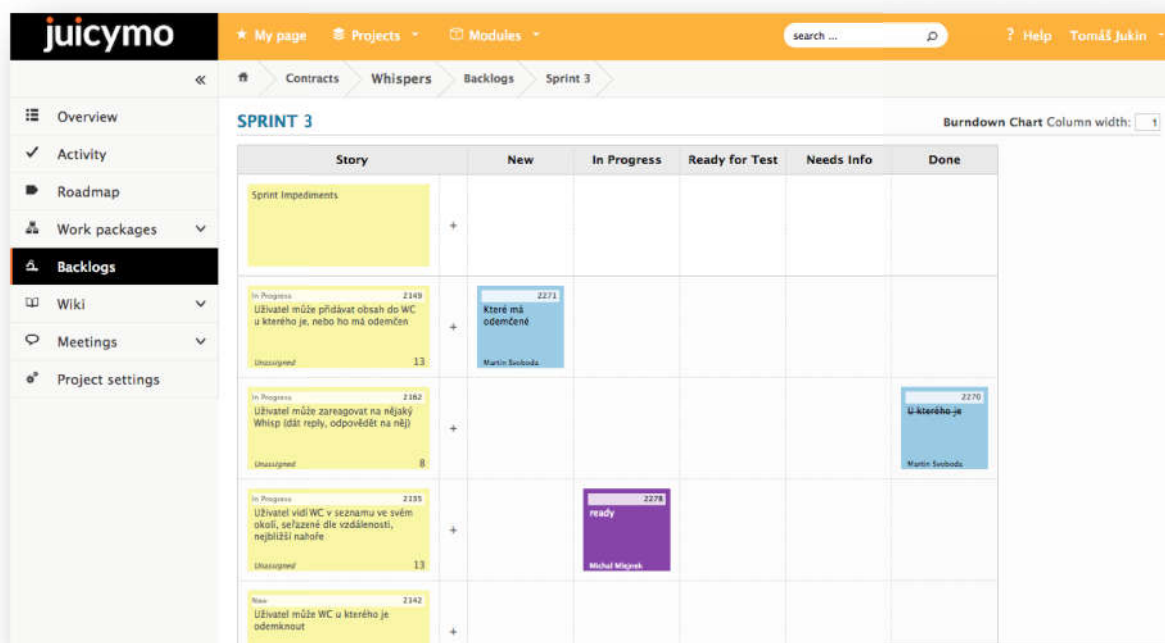 juicymo
My page Projects Modules search ... Help Tomáš Jukin
« Contracts Whispers Backlogs Sprint 3
Overview
Activity
Roadmap
Work packages
Backlogs
Wiki
Meetings
Project settings
SPRINT 3
Burndown Chart Column width: 1
Story New In Progress Ready for Test Needs Info Done
Sprint Impediments
+
In Progress 2149
Uživatel může přidávat obsah do WC
u kterého je, nebo ho má odemčen
Unassigned 13
+
2271
Které má
odemčené
Martin Svoboda
In Progress 2162
Uživatel může zareagovat na nějaký
Whisp (dát reply, odpovědět na něj)
Unassigned 8
+
2270
U kterého je
Martin Svoboda
In Progress 2135
Uživatel vidí WC v seznamu ve svém
okolí, seřazené dle vzdálenosti,
nejbližší nahoře
Unassigned 13
+
2278
ready
Michal Mlejnek
New 2142
Uživatel může WC u kterého je
odemknout
+